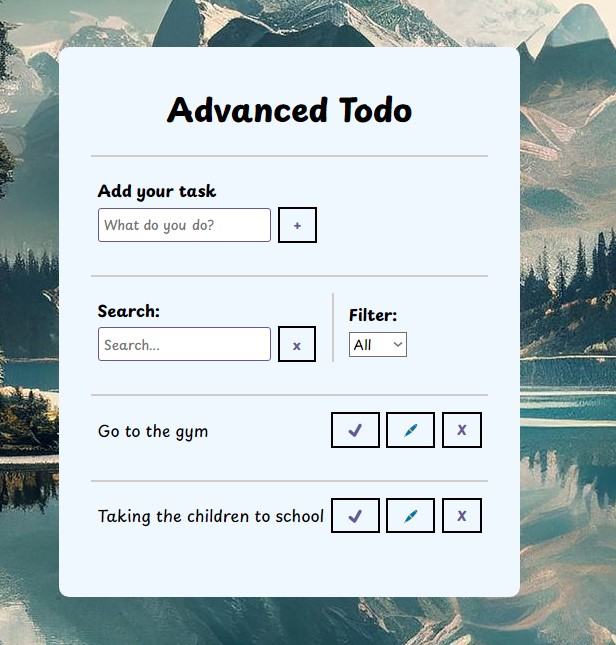 Advanced Todo
Add your task
What do you do?
+
Search:
Filter:
Search...
x
All
Go to the gym
x
Taking the children to school
x